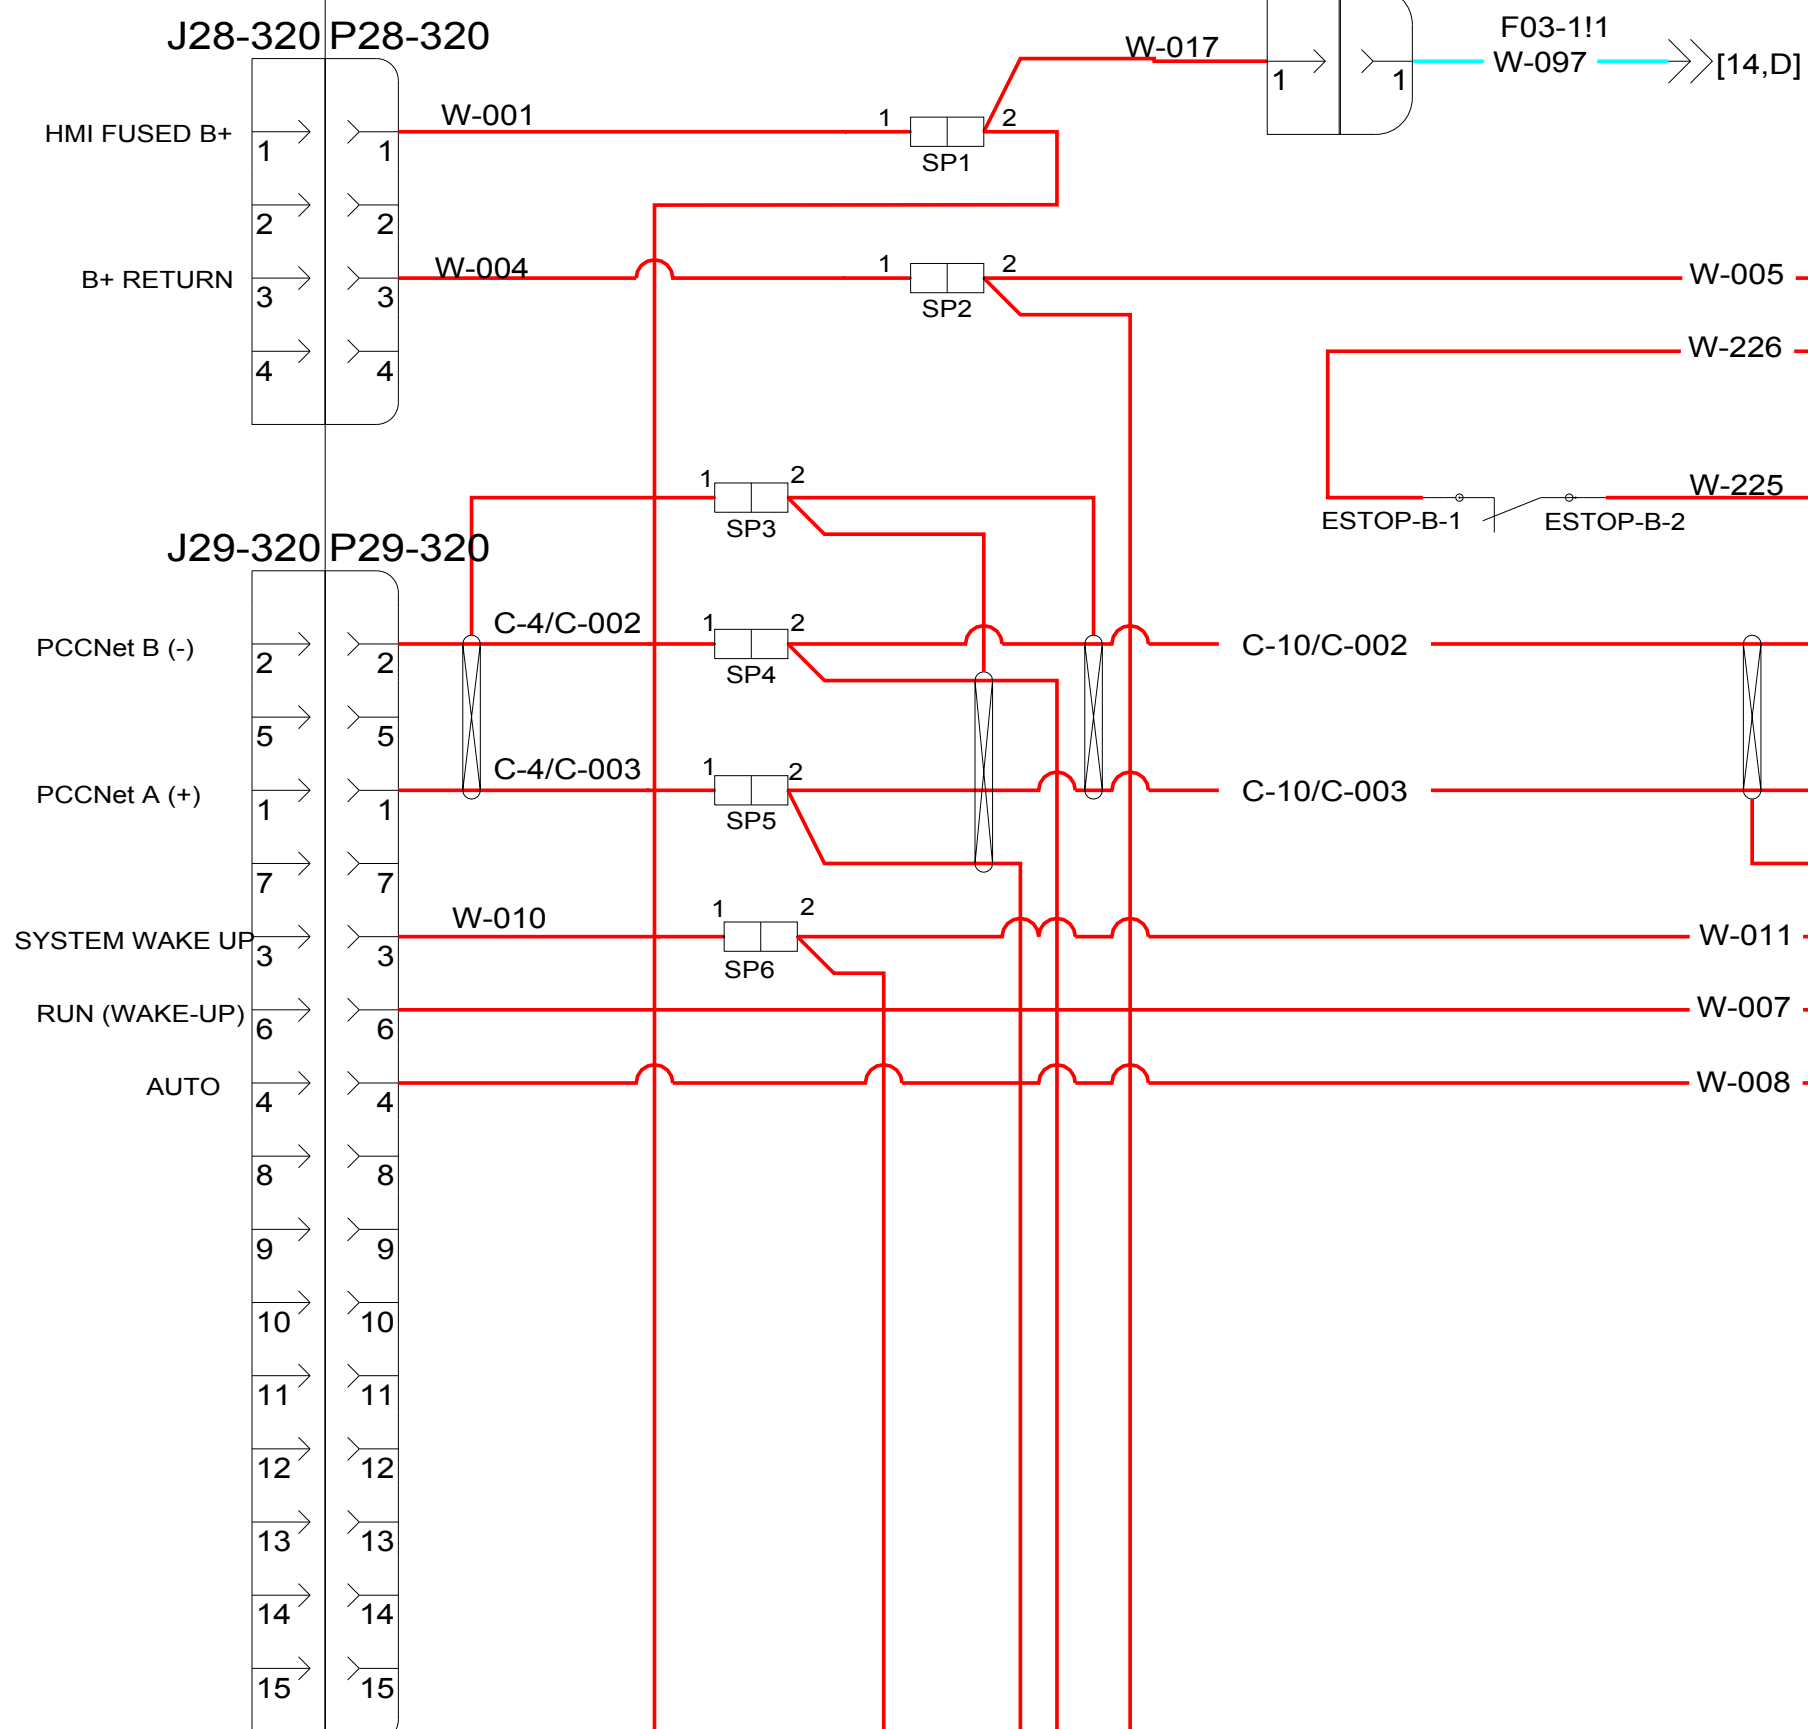 J28-320 P28-320
F03-1!1
W-017
W-097
[14,D]
1
1
HMI FUSED B+
W-001
1
2
SP1
1
1
2
2
B+ RETURN
W-004
1
2
SP2
W-005
3
3
W-226
4
4
1
2
SP3
W-225
ESTOP-B-1
ESTOP-B-2
J29-320 P29-320
PCCNet B (-)
C-4/C-002
1
2
SP4
C-10/C-002
2
2
5
5
PCCNet A (+)
C-4/C-003
1
2
SP5
C-10/C-003
1
1
7
7
SYSTEM WAKE UP
W-010
1
2
SP6
W-011
3
3
RUN (WAKE-UP)
W-007
6
6
AUTO
W-008
4
4
8
8
9
9
10
10
11
11
12
12
13
13
14
14
15
15